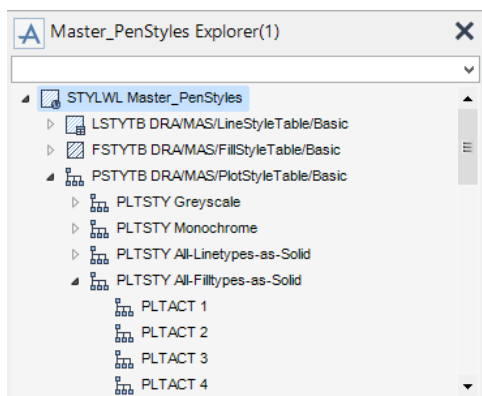 Master_PenStyles Explorer(1)
STYLWL Master_PenStyles
LSTYTB DRA/MAS/LineStyleTable/Basic
FSTYTB DRA/MAS/FillStyleTable/Basic
PSTYTB DRA/MAS/PlotStyleTable/Basic
PLTSTY Greyscale
PLTSTY Monochrome
PLTSTY All-Linetypes-as-Solid
PLTSTY All-Filltypes-as-Solid
PLTACT 1
PLTACT 2
PLTACT 3
PLTACT 4